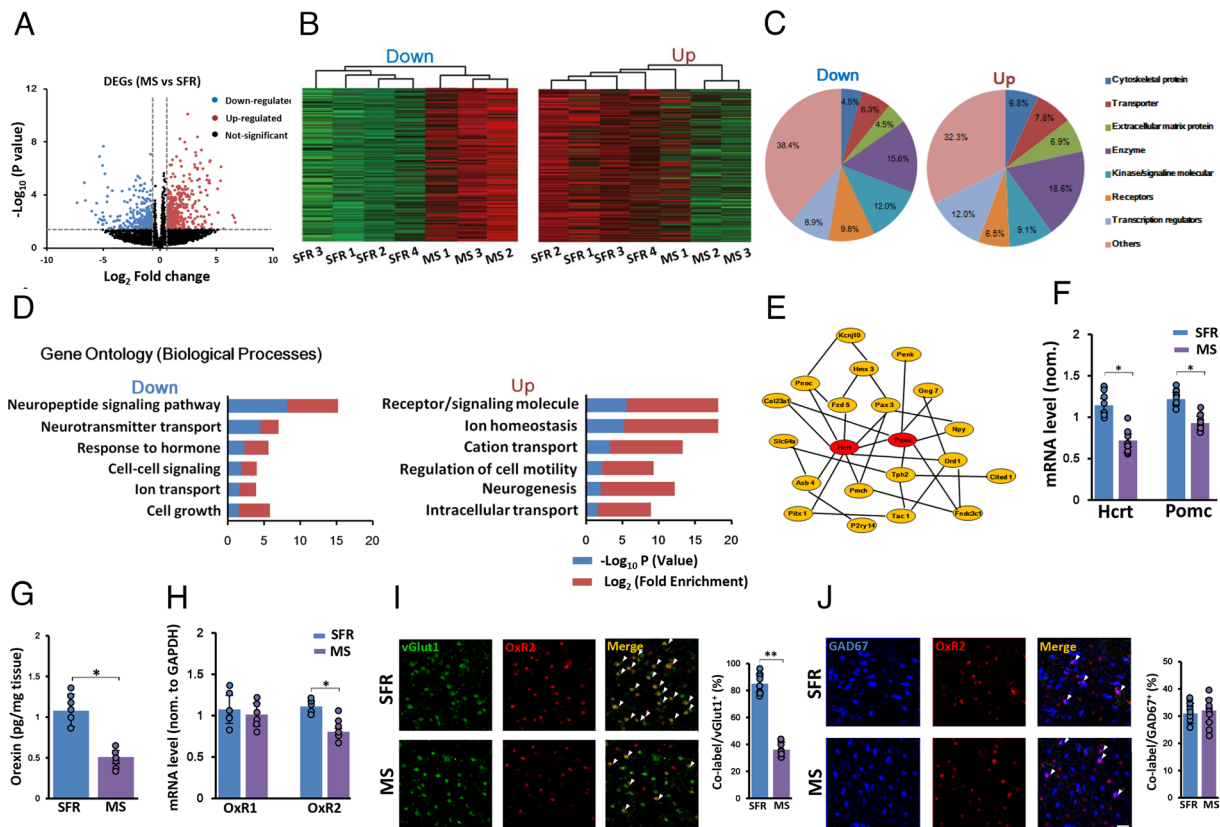 A
DEGs (MS vs SFR)
12
8
4
0
-Log10 (P value)
Down-regulated
Up-regulated
Not-significant
-10
-5
0
5
10
Log2 Fold change
B
Down
Up
SFR 3
SFR 1
SFR 2
SFR 4
MS 1
MS 3
MS 2
SFR 2
SFR 1
SFR 3
SFR 4
MS 1
MS 2
MS 3
C
Down
Up
4.5%
6.3%
4.5%
15.6%
12.0%
9.8%
8.9%
38.4%
6.8%
7.8%
6.9%
18.6%
9.1%
6.5%
12.0%
32.3%
Cytoskeletal protein
Transporter
Extracellular matrix protein
Enzyme
Kinase/signaline molecular
Receptors
Transcription regulators
Others
D
Gene Ontology (Biological Processes)
Down
Neuropeptide signaling pathway
Neurotransmitter transport
Response to hormone
Cell-cell signaling
Ion transport
Cell growth
0 5 10 15 20
Up
Receptor/signaling molecule
Ion homeostasis
Cation transport
Regulation of cell motility
Neurogenesis
Intracellular transport
0 5 10 15 20
-Log10 P (Value)
Log2 (Fold Enrichment)
E
Kcnj10
Penk
Hmx 3
Pnoc
Gng 7
Col23a1
Fzd 5
Pax 3
Npy
Slc64a
Hcrt
Pomc
Drd1
Tph2
Cited 1
Asb 4
Pmch
Pitx 1
Tac 1
Fndc3c1
P2ry14
F
SFR
MS
mRNA level (nom.)
2
1.5
1
0.5
0
*
*
Hcrt
Pomc
G
Orexin (pg/mg tissue)
2
1.5
1
0.5
0
*
SFR
MS
H
mRNA level (nom. to GAPDH)
2
1.5
1
0.5
0
SFR
MS
*
OxR1
OxR2
I
vGlut1
OxR2
Merge
SFR
MS
Co-label/vGlut1+ (%)
100
80
60
40
20
0
**
SFR MS
J
GAD67
OxR2
Merge
SFR
MS
Co-label/GAD67+ (%)
50
40
30
20
10
0
SFR MS